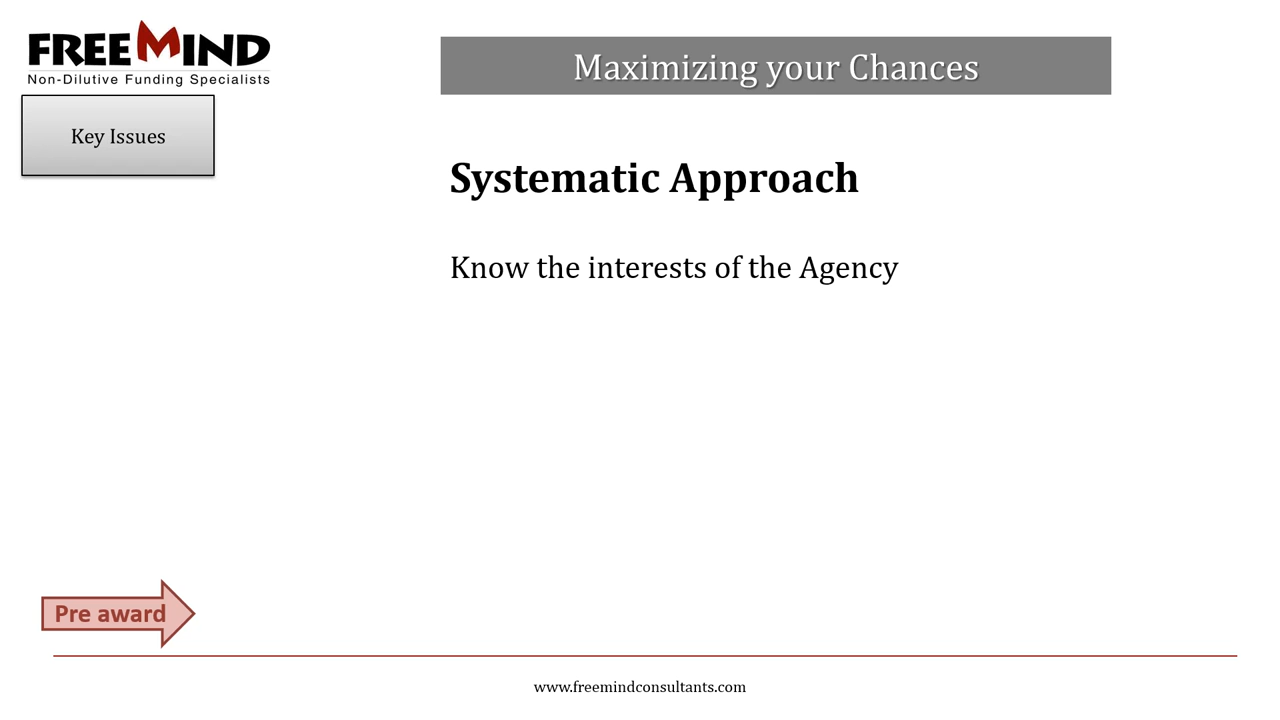 FREEMIND
Non-Dilutive Funding Specialists
Maximizing your Chances
Key Issues
Systematic Approach
Know the interests of the Agency
Pre award
www.freemindconsultants.com